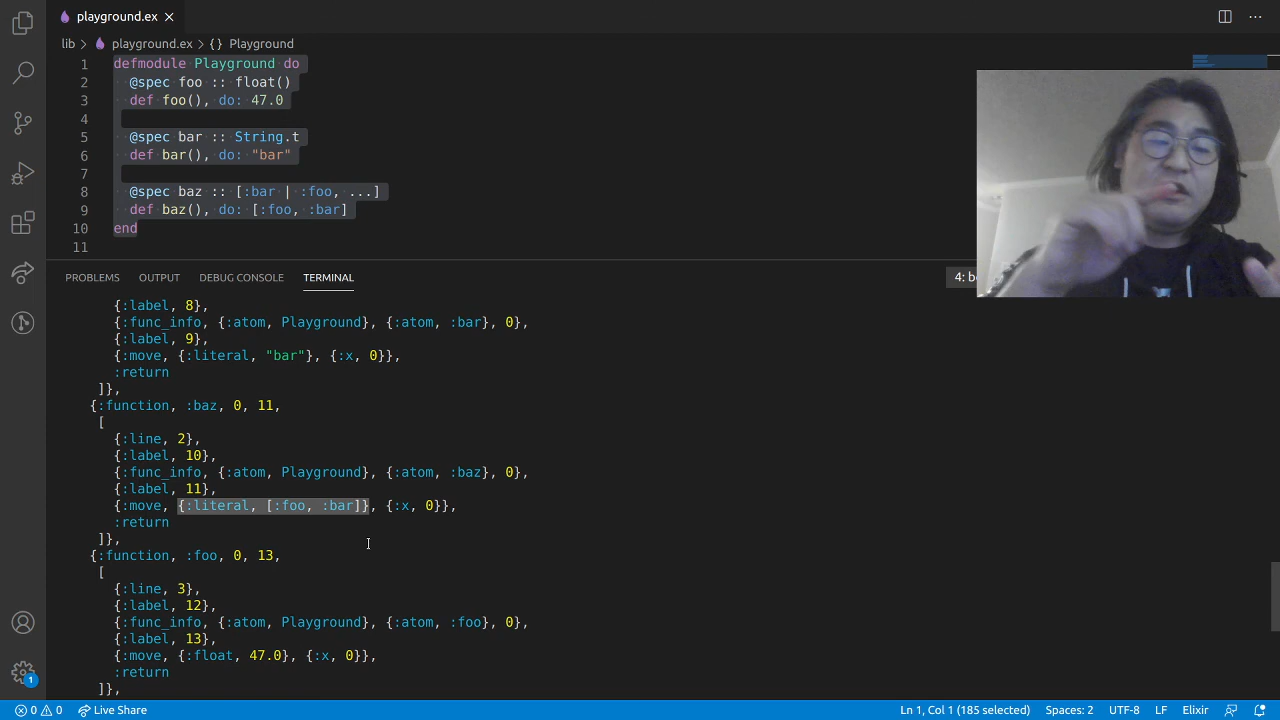 playground.ex
lib > playground.ex > {} Playground
1 defmodule Playground do
2 @spec foo :: float()
3 def foo(), do: 47.0
4
5 @spec bar :: String.t
6 def bar(), do: "bar"
7
8 @spec baz :: [:bar | :foo, ...]
9 def baz(), do: [:foo, :bar]
10 end
11
PROBLEMS OUTPUT DEBUG CONSOLE TERMINAL 4:
{:label, 8},
{:func_info, {:atom, Playground}, {:atom, :bar}, 0},
{:label, 9},
{:move, {:literal, "bar"}, {:x, 0}},
:return
]},
{:function, :baz, 0, 11,
[
{:line, 2},
{:label, 10},
{:func_info, {:atom, Playground}, {:atom, :baz}, 0},
{:label, 11},
{:move, {:literal, [:foo, :bar]}, {:x, 0}},
:return
]},
{:function, :foo, 0, 13,
[
{:line, 3},
{:label, 12},
{:func_info, {:atom, Playground}, {:atom, :foo}, 0},
{:label, 13},
{:move, {:float, 47.0}, {:x, 0}},
:return
]},
1
0 0 Live Share Ln 1, Col 1 (185 selected) Spaces: 2 UTF-8 LF Elixir